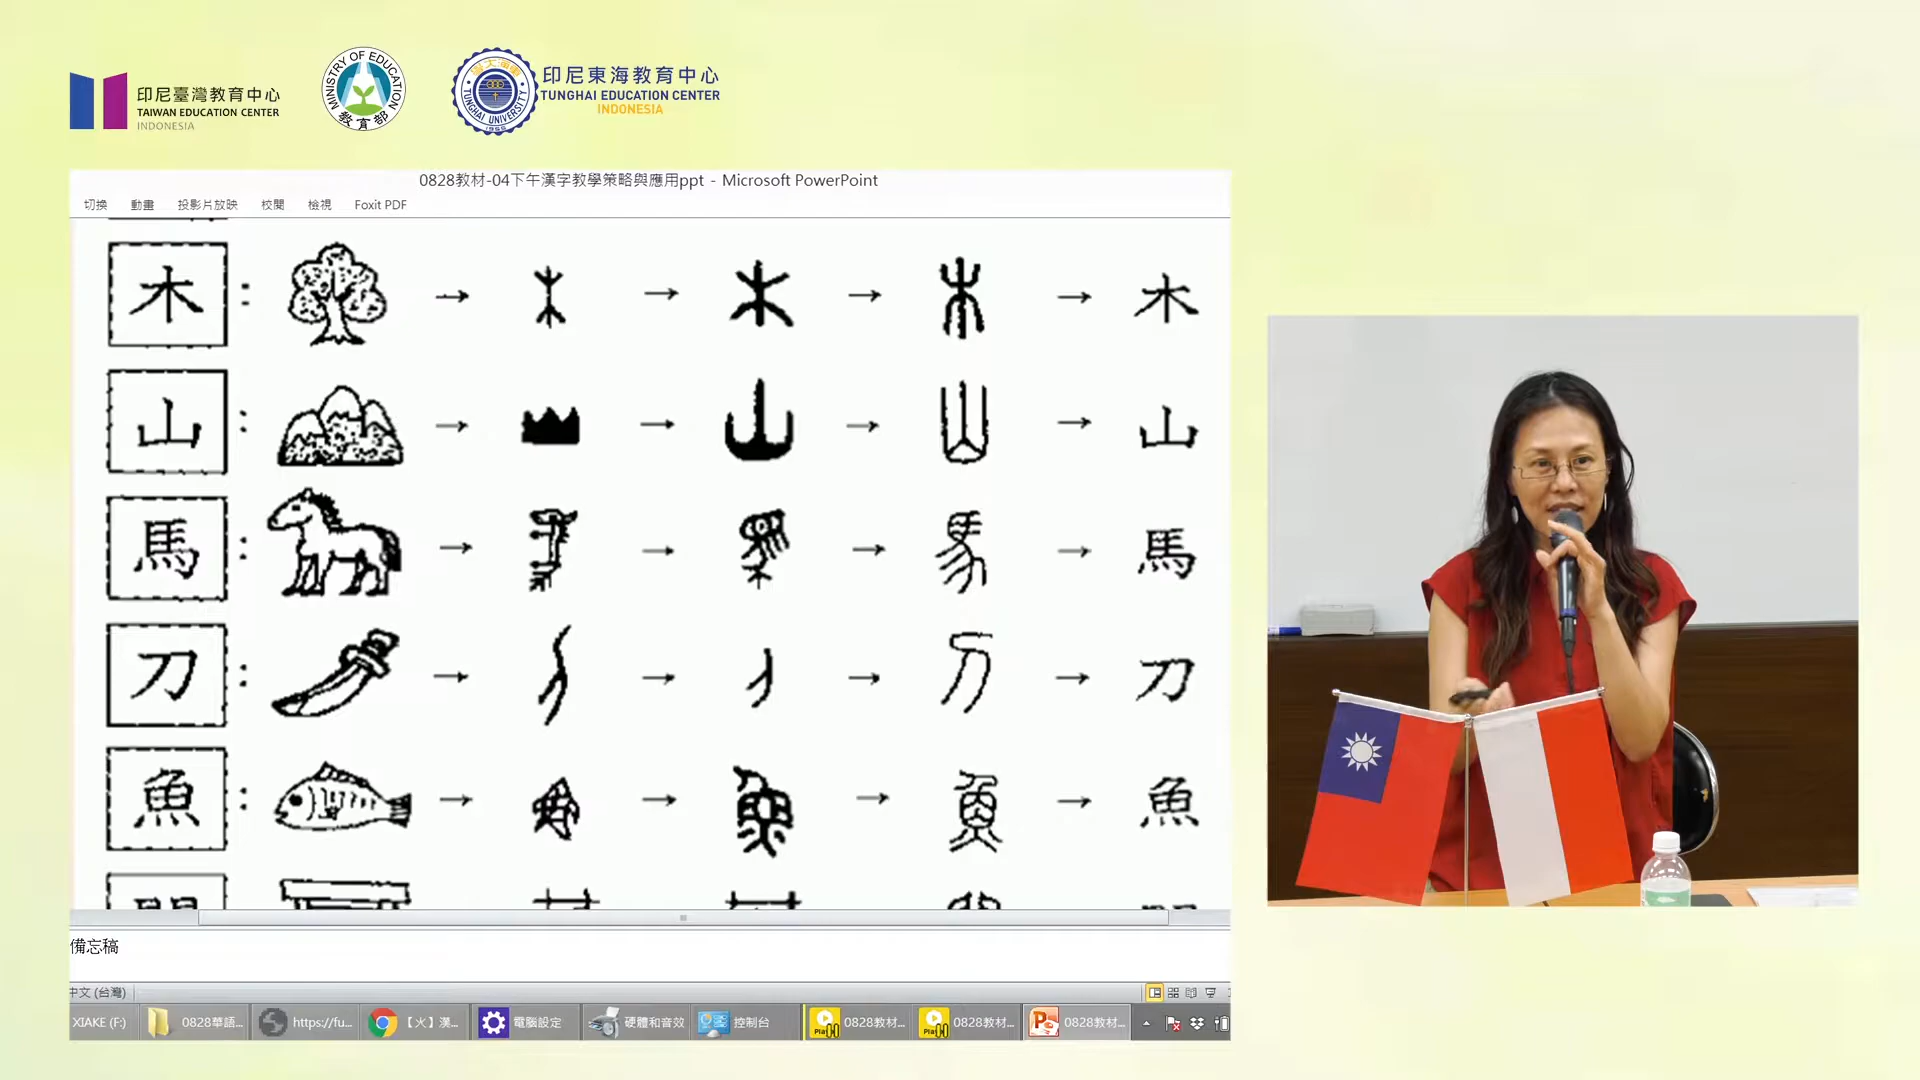 印尼臺灣教育中心
TAIWAN EDUCATION CENTER
INDONESIA
MINISTRY OF EDUCATION
教育部
TUNGHAI UNIVERSITY
1955
印尼東海教育中心
TUNGHAI EDUCATION CENTER
INDONESIA
0828教材-04下午漢字教學策略與應用ppt - Microsoft PowerPoint
切換 動畫 投影片放映 校閱 檢視 Foxit PDF
木 : → → → → 木
山 : → → → → 山
馬 : → → → → 馬
刀 : → → → → 刀
魚 : → → → → 魚
備忘稿
中文 (台灣)
XIAKE (F:) 0828華語... https://fu... 【火】漢... 電腦設定 硬體和音效 控制台 0828教材... 0828教材... 0828教材...